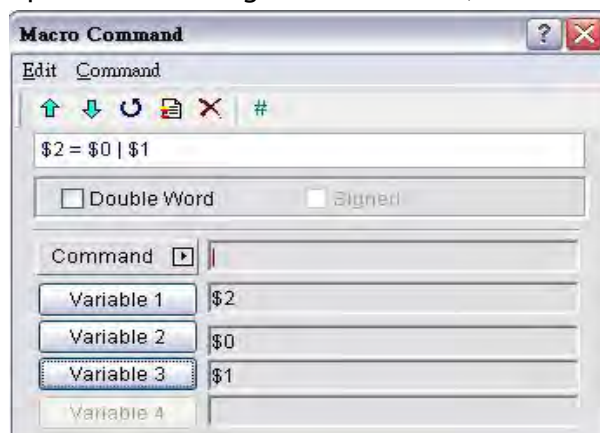 Macro Command
Edit Command
#
$2 = $0 | $1
Double Word Signed
Command |
Variable 1 $2
Variable 2 $0
Variable 3 $1
Variable 4